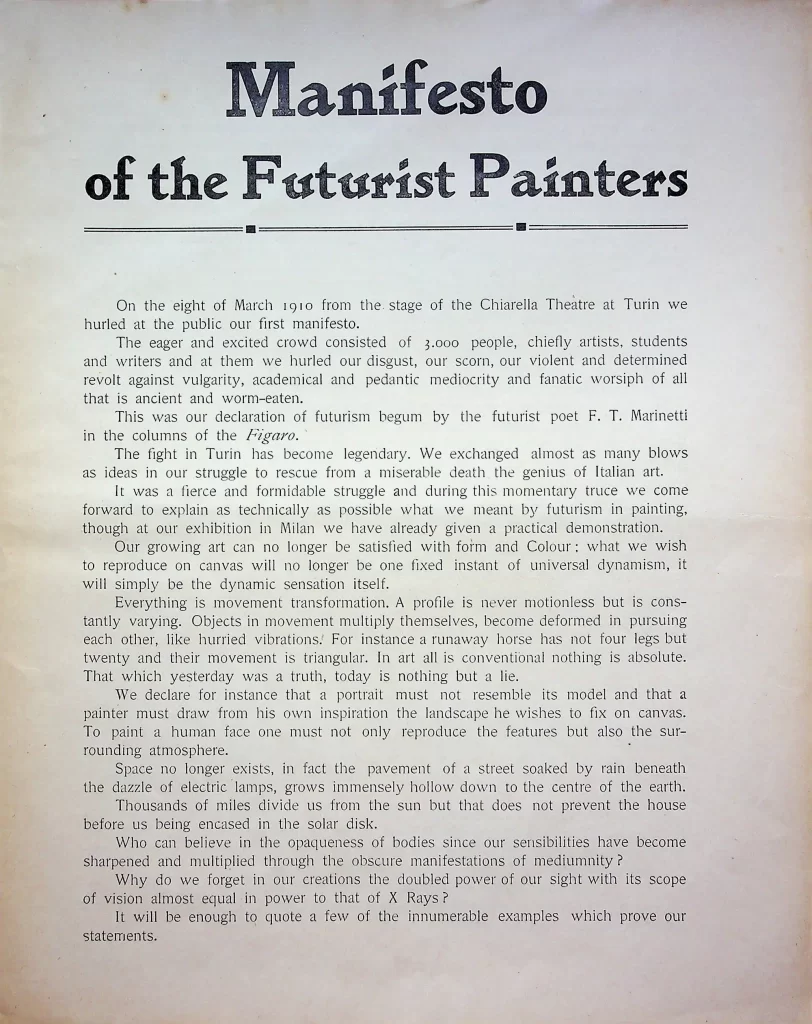 Manifesto
of the Futurist Painters
On the eight of March 1910 from the stage of the Chiarella Theatre at Turin we
hurled at the public our first manifesto.
The eager and excited crowd consisted of 3.000 people, chiefly artists, students
and writers and at them we hurled our disgust, our scorn, our violent and determined
revolt against vulgarity, academical and pedantic mediocrity and fanatic worsiph of all
that is ancient and worm-eaten.
This was our declaration of futurism begum by the futurist poet F. T. Marinetti
in the columns of the Figaro.
The fight in Turin has become legendary. We exchanged almost as many blows
as ideas in our struggle to rescue from a miserable death the genius of Italian art.
It was a fierce and formidable struggle and during this momentary truce we come
forward to explain as technically as possible what we meant by futurism in painting,
though at our exhibition in Milan we have already given a practical demonstration.
Our growing art can no longer be satisfied with form and Colour; what we wish
to reproduce on canvas will no longer be one fixed instant of universal dynamism, it
will simply be the dynamic sensation itself.
Everything is movement transformation. A profile is never motionless but is cons-
tantly varying. Objects in movement multiply themselves, become deformed in pursuing
each other, like hurried vibrations. For instance a runaway horse has not four legs but
twenty and their movement is triangular. In art all is conventional nothing is absolute.
That which yesterday was a truth, today is nothing but a lie.
We declare for instance that a portrait must not resemble its model and that a
painter must draw from his own inspiration the landscape he wishes to fix on canvas.
To paint a human face one must not only reproduce the features but also the sur-
rounding atmosphere.
Space no longer exists, in fact the pavement of a street soaked by rain beneath
the dazzle of electric lamps, grows immensely hollow down to the centre of the earth.
Thousands of miles divide us from the sun but that does not prevent the house
before us being encased in the solar disk.
Who can believe in the opaqueness of bodies since our sensibilities have become
sharpened and multiplied through the obscure manifestations of mediumnity?
Why do we forget in our creations the doubled power of our sight with its scope
of vision almost equal in power to that of X Rays?
It will be enough to quote a few of the innumerable examples which prove our
statements.